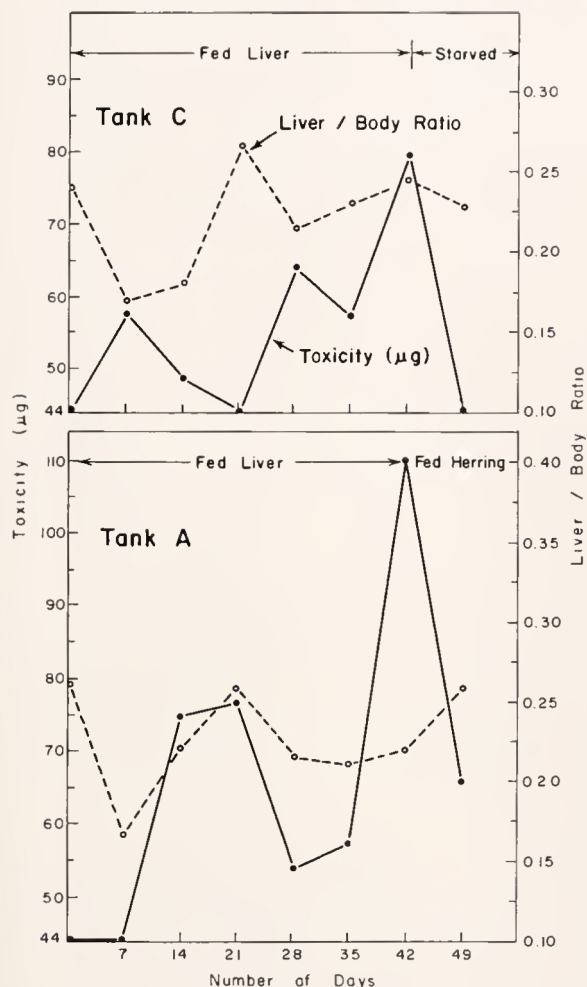 Fed Liver
Starved
90
80
70
60
50
44
0.30
0.25
0.20
0.15
0.10
Tank C
Liver / Body Ratio
Toxicity (µg)
Toxicity (µg)
Liver / Body Ratio
Fed Liver
Fed Herring
110
100
90
80
70
60
50
44
0.40
0.35
0.30
0.25
0.20
0.15
0.10
Tank A
7 14 21 28 35 42 49
Number of Days